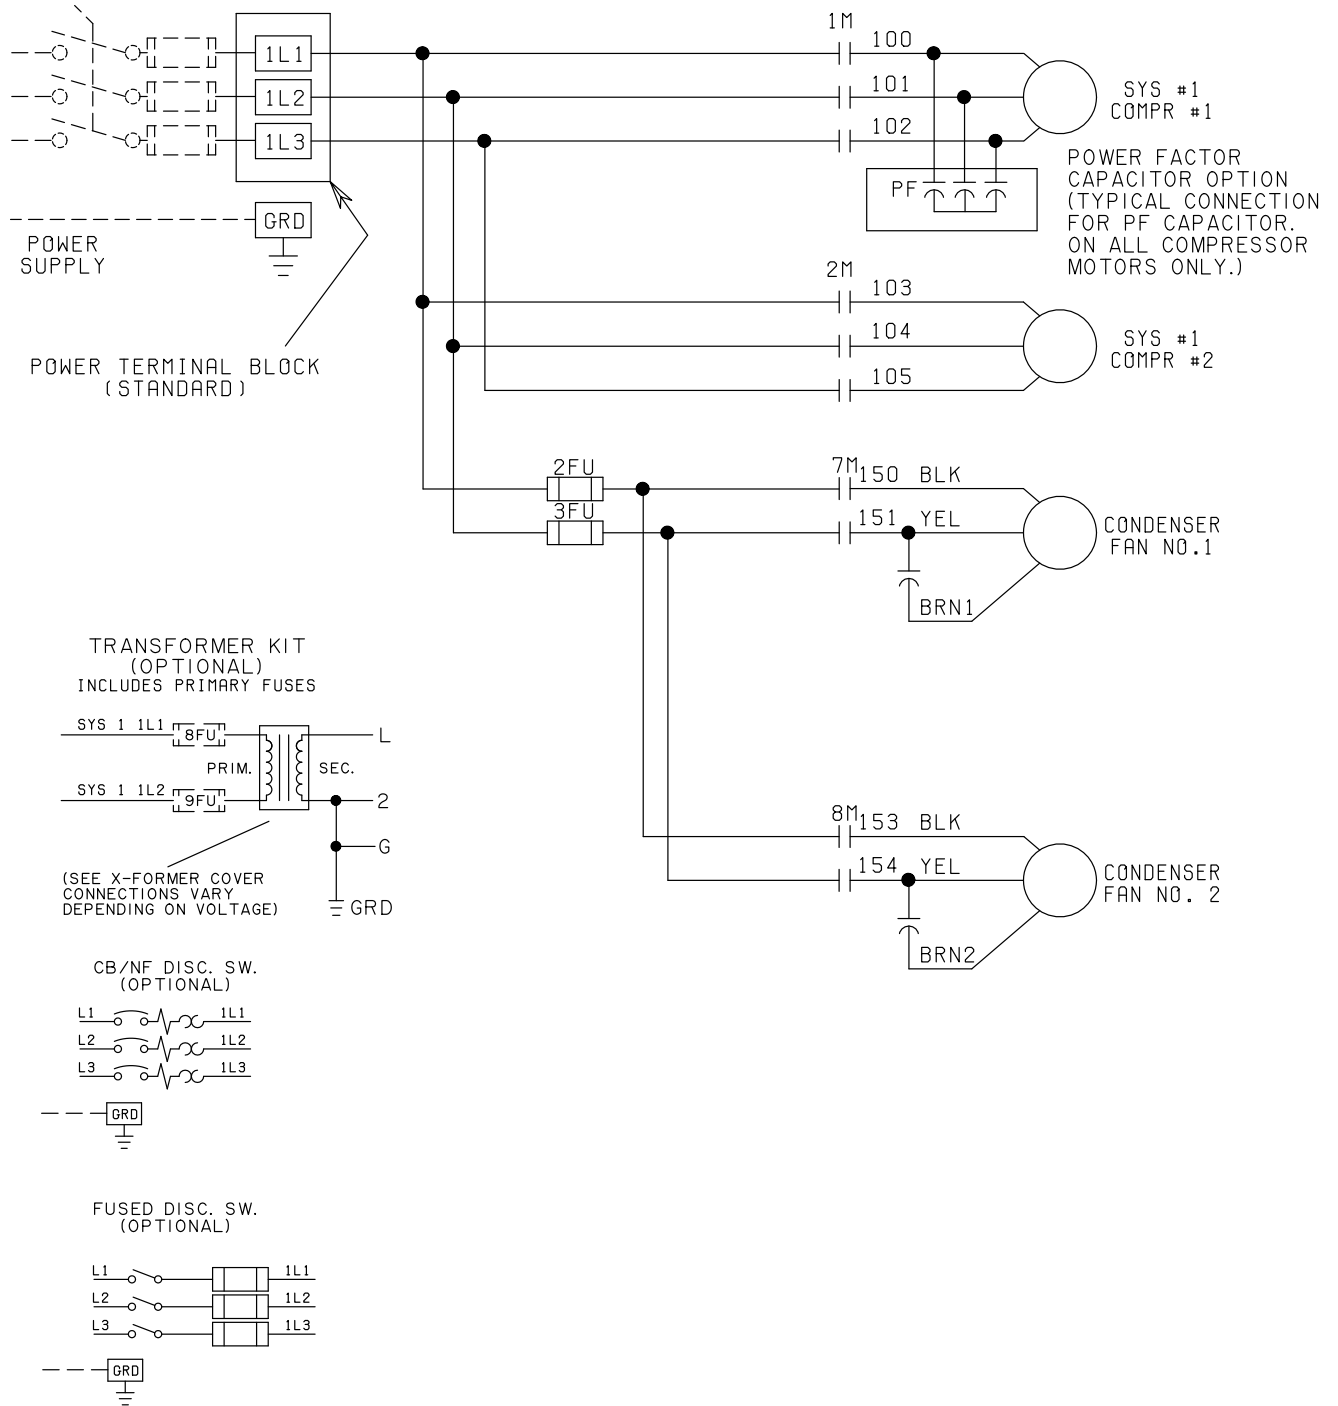 1M
100
1L1
101
1L2
SYS #1
COMPR #1
102
1L3
POWER FACTOR
CAPACITOR OPTION
(TYPICAL CONNECTION
FOR PF CAPACITOR.
ON ALL COMPRESSOR
MOTORS ONLY.)
PF
GRD
POWER
SUPPLY
2M
103
104
SYS #1
COMPR #2
105
POWER TERMINAL BLOCK
(STANDARD)
2FU
7M
150 BLK
3FU
151 YEL
CONDENSER
FAN NO.1
BRN1
TRANSFORMER KIT
(OPTIONAL)
INCLUDES PRIMARY FUSES
SYS 1 1L1
8FU
L
PRIM.
SEC.
SYS 1 1L2
9FU
2
G
(SEE X-FORMER COVER
CONNECTIONS VARY
DEPENDING ON VOLTAGE)
GRD
8M
153 BLK
154 YEL
CONDENSER
FAN NO. 2
BRN2
CB/NF DISC. SW.
(OPTIONAL)
L1 1L1
L2 1L2
L3 1L3
GRD
FUSED DISC. SW.
(OPTIONAL)
L1 1L1
L2 1L2
L3 1L3
GRD